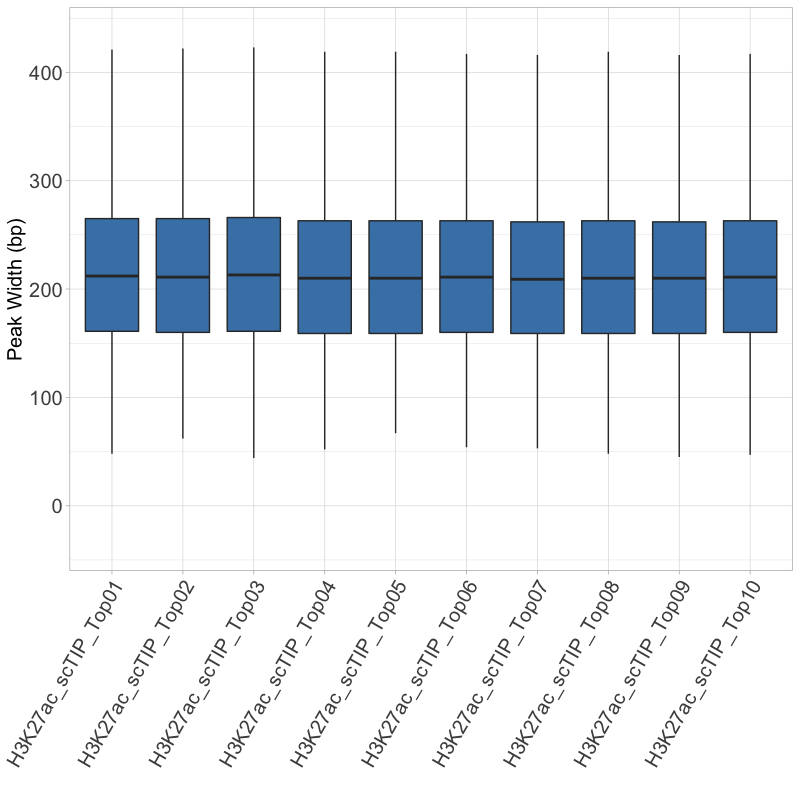 Peak Width (bp)
400
300
200
100
0
H3K27ac_scTIP_Top01
H3K27ac_scTIP_Top02
H3K27ac_scTIP_Top03
H3K27ac_scTIP_Top04
H3K27ac_scTIP_Top05
H3K27ac_scTIP_Top06
H3K27ac_scTIP_Top07
H3K27ac_scTIP_Top08
H3K27ac_scTIP_Top09
H3K27ac_scTIP_Top10